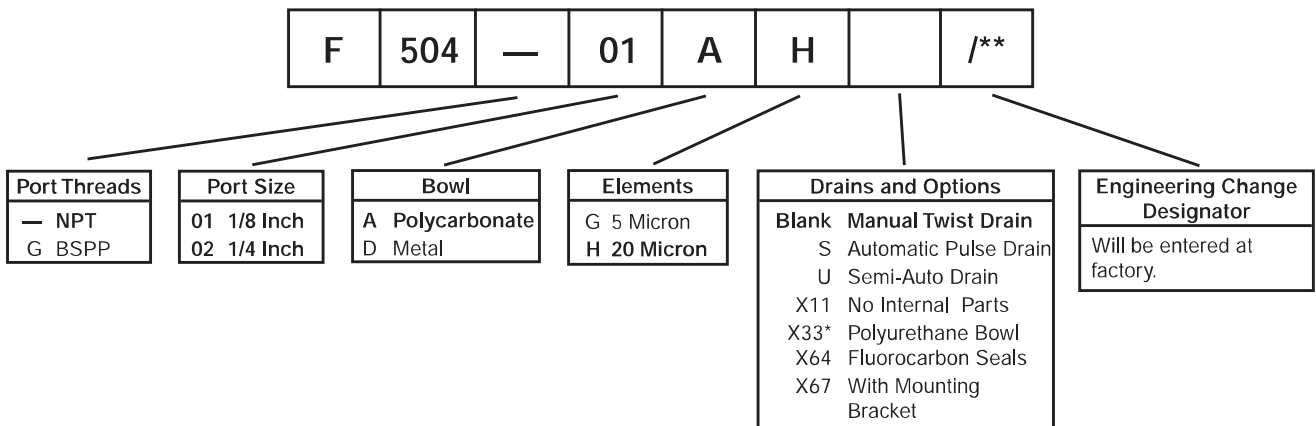 F 504 — 01 A H /**
Port Threads
— NPT
G BSPP
Port Size
01 1/8 Inch
02 1/4 Inch
Bowl
A Polycarbonate
D Metal
Elements
G 5 Micron
H 20 Micron
Drains and Options
Blank Manual Twist Drain
S Automatic Pulse Drain
U Semi-Auto Drain
X11 No Internal Parts
X33* Polyurethane Bowl
X64 Fluorocarbon Seals
X67 With Mounting
Bracket
Engineering Change
Designator
Will be entered at
factory.